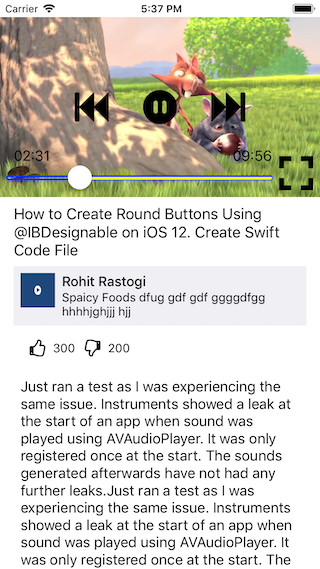 Carrier 5:37 PM
02:31 09:56
How to Create Round Buttons Using
@IBDesignable on iOS 12. Create Swift
Code File
Rohit Rastogi
Spaicy Foods dfug gdf gdf ggggdfgg
hhhhjghjjj hjj
300 200
Just ran a test as I was experiencing the
same issue. Instruments showed a leak at
the start of an app when sound was
played using AVAudioPlayer. It was only
registered once at the start. The sounds
generated afterwards have not had any
further leaks.Just ran a test as I was
experiencing the same issue. Instruments
showed a leak at the start of an app when
sound was played using AVAudioPlayer. It
was only registered once at the start. The